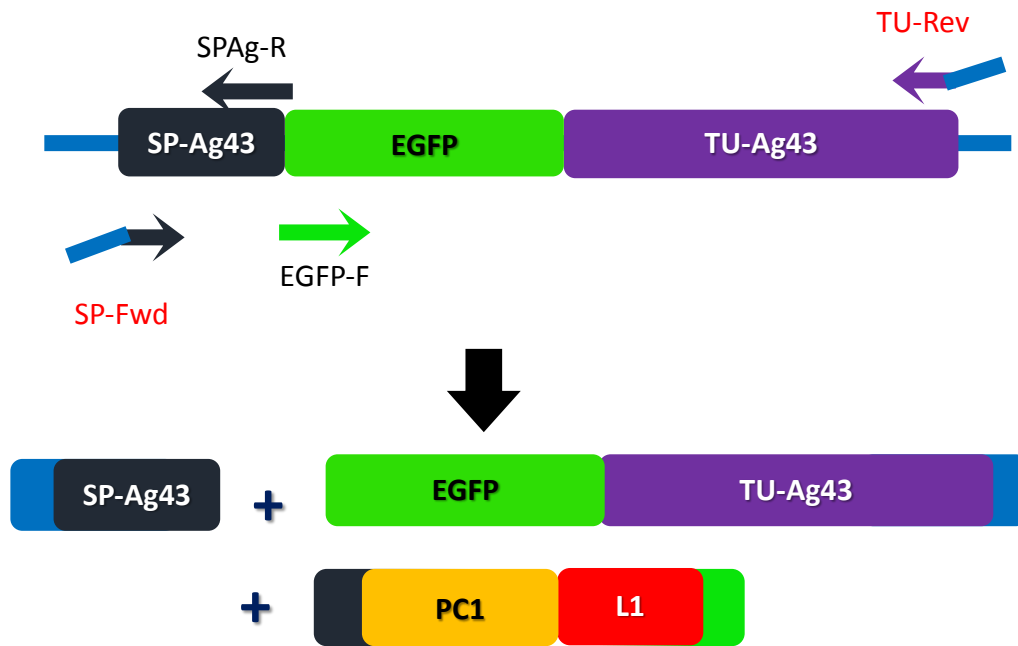 TU-Rev
SPAg-R
SP-Ag43
EGFP
TU-Ag43
EGFP-F
SP-Fwd
SP-Ag43
+
EGFP
TU-Ag43
+
PC1
L1